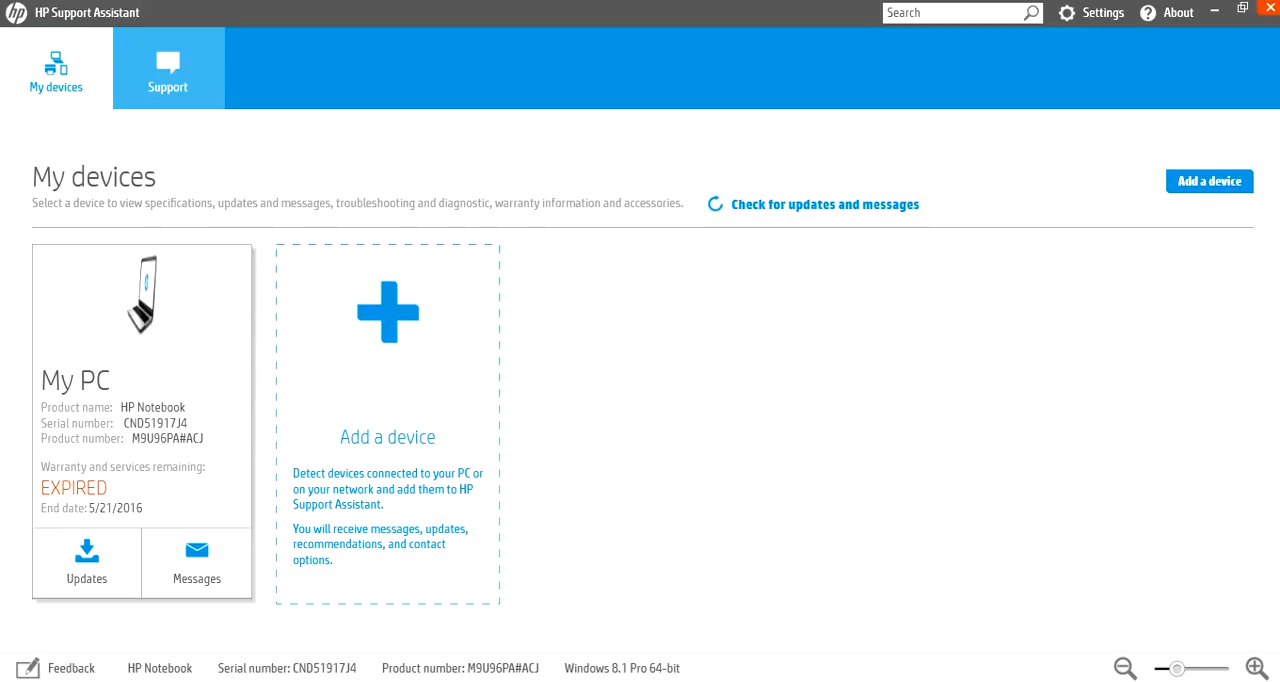 hp HP Support Assistant Search Settings About
My devices Support
My devices
Add a device
Select a device to view specifications, updates and messages, troubleshooting and diagnostic, warranty information and accessories. Check for updates and messages
My PC
Product name: HP Notebook
Serial number: CND51917J4
Product number: M9U96PA#ACJ
Warranty and services remaining:
EXPIRED
End date: 5/21/2016
Updates Messages
Add a device
Detect devices connected to your PC or
on your network and add them to HP
Support Assistant.
You will receive messages, updates,
recommendations, and contact
options.
Feedback HP Notebook Serial number: CND51917J4 Product number: M9U96PA#ACJ Windows 8.1 Pro 64-bit